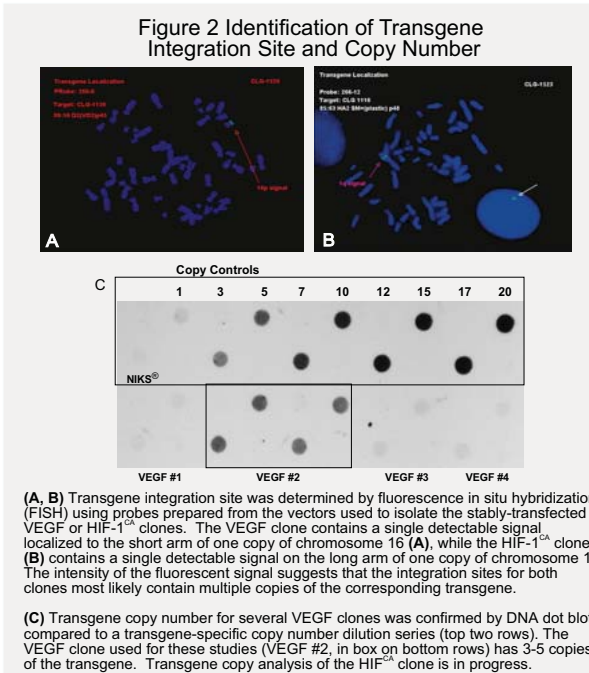 Figure 2 Identification of Transgene
Integration Site and Copy Number
Transgene Localization
CLG-1129
Target: CLG-1116
16p signal
A
Transgene Localization
CLG-1323
Probe: 266-12
Target: CLG 1116
1q signal
B
C
Copy Controls
1 3 5 7 10 12 15 17 20
NIKS®
VEGF #1 VEGF #2 VEGF #3 VEGF #4
(A, B) Transgene integration site was determined by fluorescence in situ hybridizatio
(FISH) using probes prepared from the vectors used to isolate the stably-transfected
VEGF or HIF-1CA clones. The VEGF clone contains a single detectable signal
localized to the short arm of one copy of chromosome 16 (A), while the HIF-1CA clone
(B) contains a single detectable signal on the long arm of one copy of chromosome 1
The intensity of the fluorescent signal suggests that the integration sites for both
clones most likely contain multiple copies of the corresponding transgene.
(C) Transgene copy number for several VEGF clones was confirmed by DNA dot blot
compared to a transgene-specific copy number dilution series (top two rows). The
VEGF clone used for these studies (VEGF #2, in box on bottom rows) has 3-5 copies
of the transgene. Transgene copy analysis of the HIFCA clone is in progress.